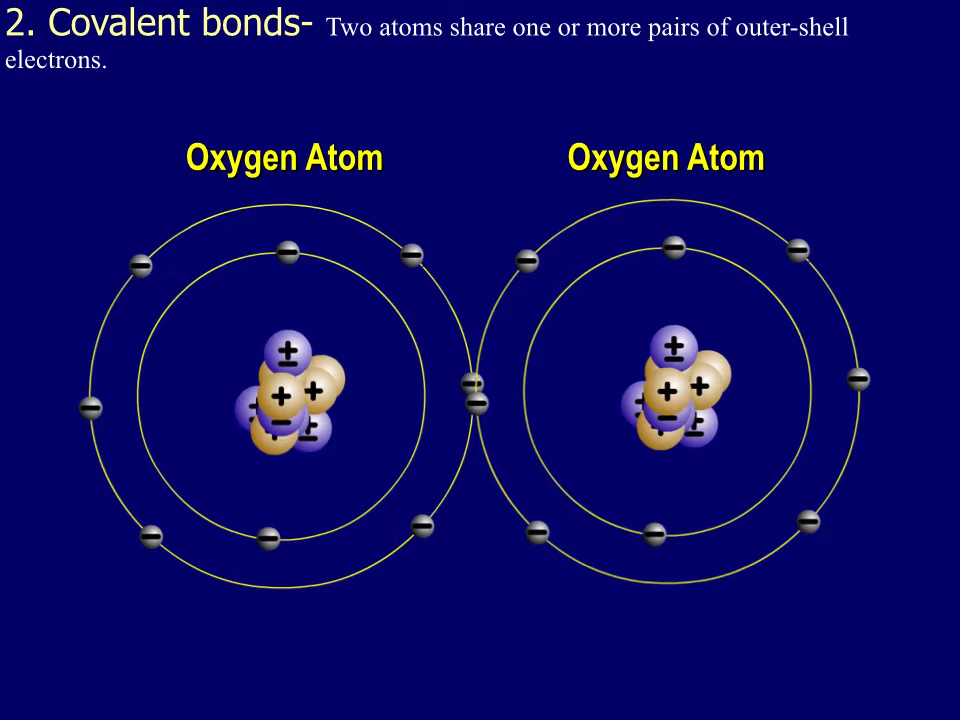 2. Covalent bonds- Two atoms share one or more pairs of outer-shell
electrons.
Oxygen Atom Oxygen Atom